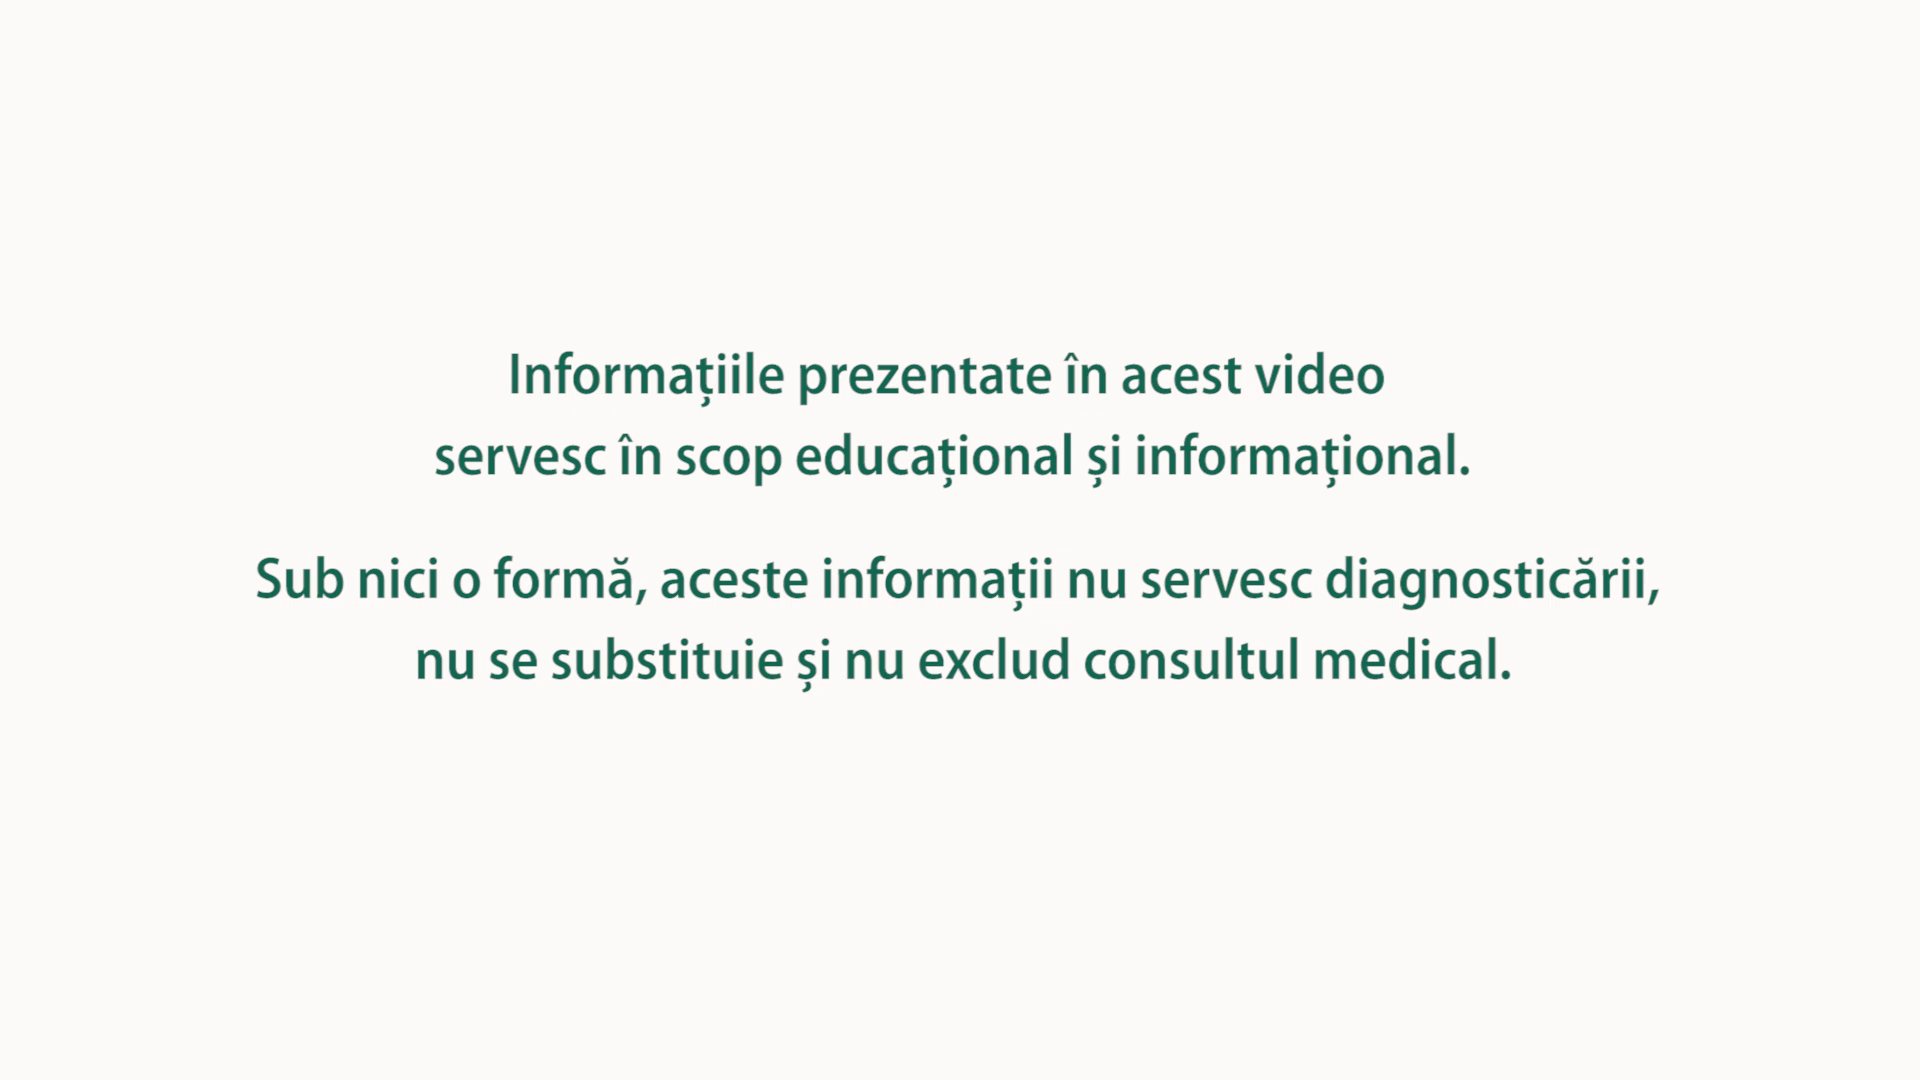 Informațiile prezentate în acest video
servesc în scop educațional și informațional.
Sub nici o formă, aceste informații nu servesc diagnosticării,
nu se substituie și nu exclud consultul medical.